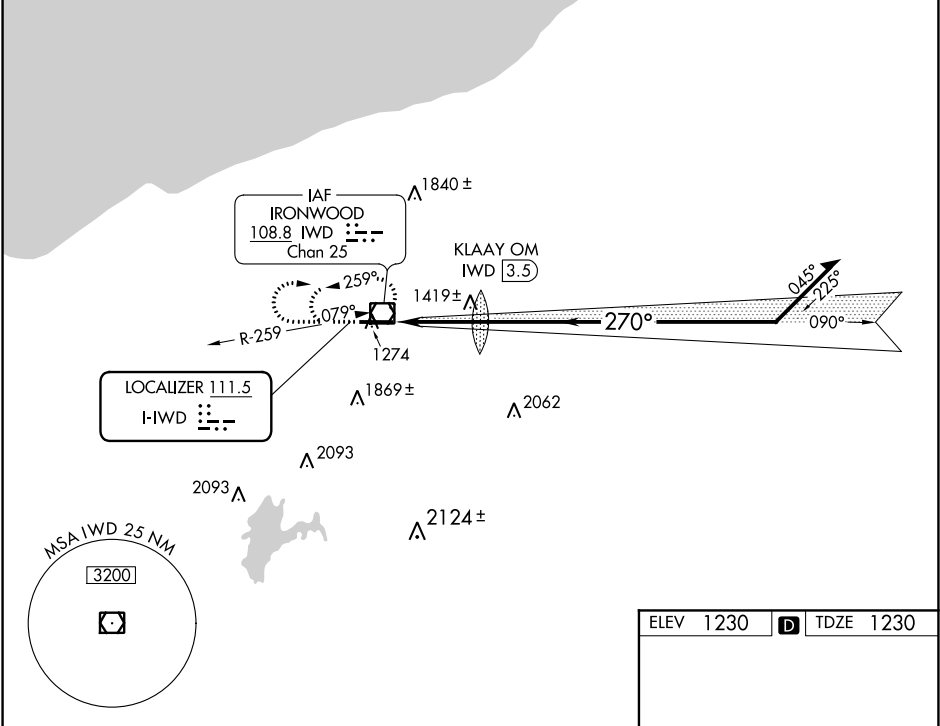 1840 ±
IAF
IRONWOOD
108.8 IWD
Chan 25
KLAAY OM
IWD 3.5
259°
079°
1419±
045°
225°
270°
090°
R-259
1274
LOCALIZER 111.5
I-IWD
1869±
2062
2093
2093
2124±
MSA IWD 25 NM
3200
ELEV 1230 D TDZE 1230